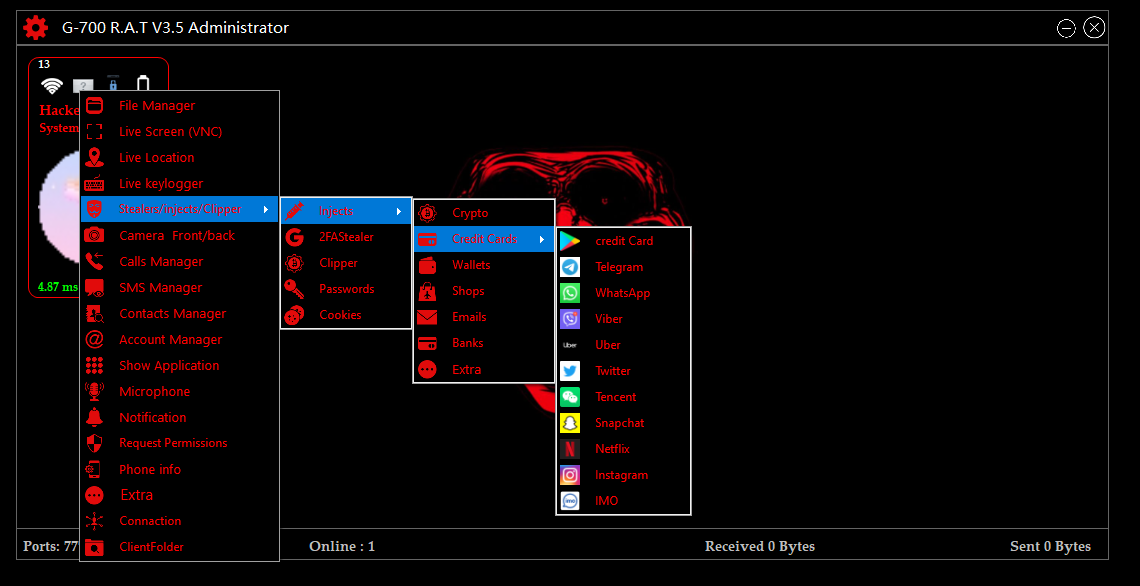 G-700 R.A.T V3.5 Administrator
13
Hacke
System
4.87 ms
File Manager
Live Screen (VNC)
Live Location
Live keylogger
Stealers/Injects/Clipper
Camera Front/back
Calls Manager
SMS Manager
Contacts Manager
Account Manager
Show Application
Microphone
Notification
Request Permissions
Phone info
Extra
Connaction
ClientFolder
Injects
2FAStealer
Clipper
Passwords
Cookies
Crypto
Credit Cards
Wallets
Shops
Emails
Banks
Extra
credit Card
Telegram
WhatsApp
Viber
Uber
Uber
Twitter
Tencent
Snapchat
Netflix
Instagram
imo
IMO
Ports: 77
Online : 1
Received 0 Bytes
Sent 0 Bytes